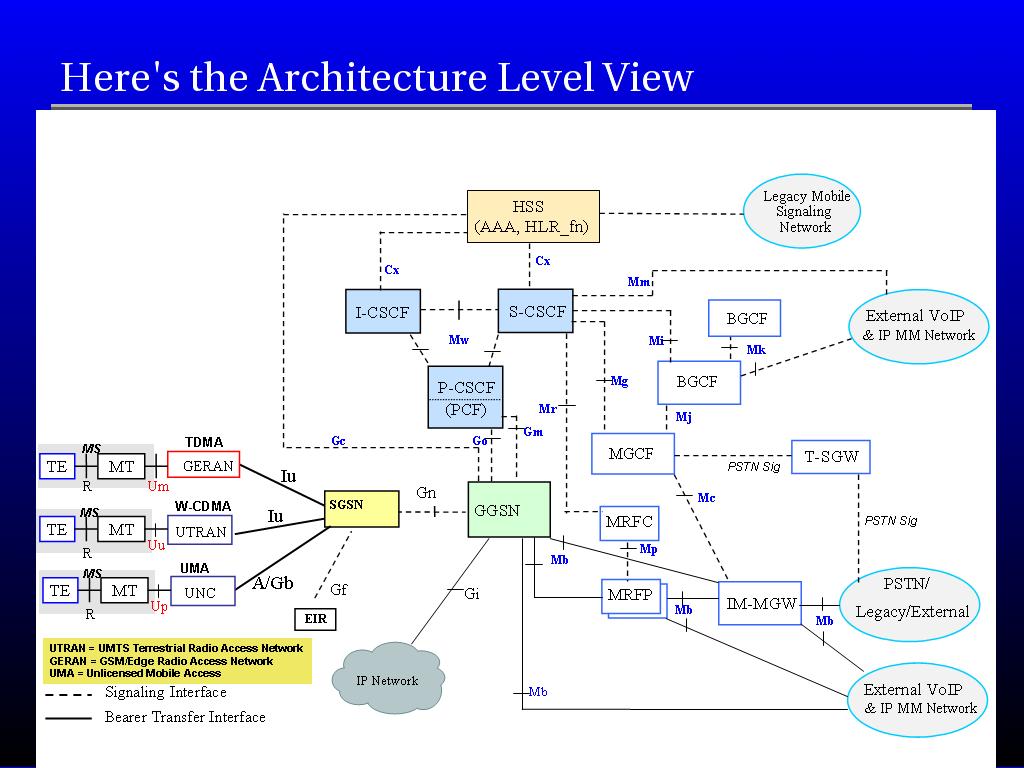 Here's the Architecture Level View
HSS
(AAA, HLR_fn)
Legacy Mobile
Signaling
Network
Cx
Cx
Mm
I-CSCF
S-CSCF
BGCF
External VoIP
& IP MM Network
Mw
Mi
Mk
P-CSCF
(PCF)
BGCF
Mg
Mr
Mj
Gm
Gc
Go
MGCF
PSTN Sig
T-SGW
TDMA
MS
TE
MT
GERAN
R
Um
Iu
W-CDMA
MS
TE
MT
UTRAN
R
Uu
Iu
UMA
MS
TE
MT
UNC
R
Up
A/Gb
SGSN
Gn
GGSN
Gf
EIR
Gi
IP Network
Mc
PSTN Sig
MRFC
Mp
Mb
MRFP
Mb
IM-MGW
Mb
PSTN/
Legacy/External
Mb
External VoIP
& IP MM Network
UTRAN = UMTS Terrestrial Radio Access Network
GERAN = GSM/Edge Radio Access Network
UMA = Unlicensed Mobile Access
Signaling Interface
Bearer Transfer Interface